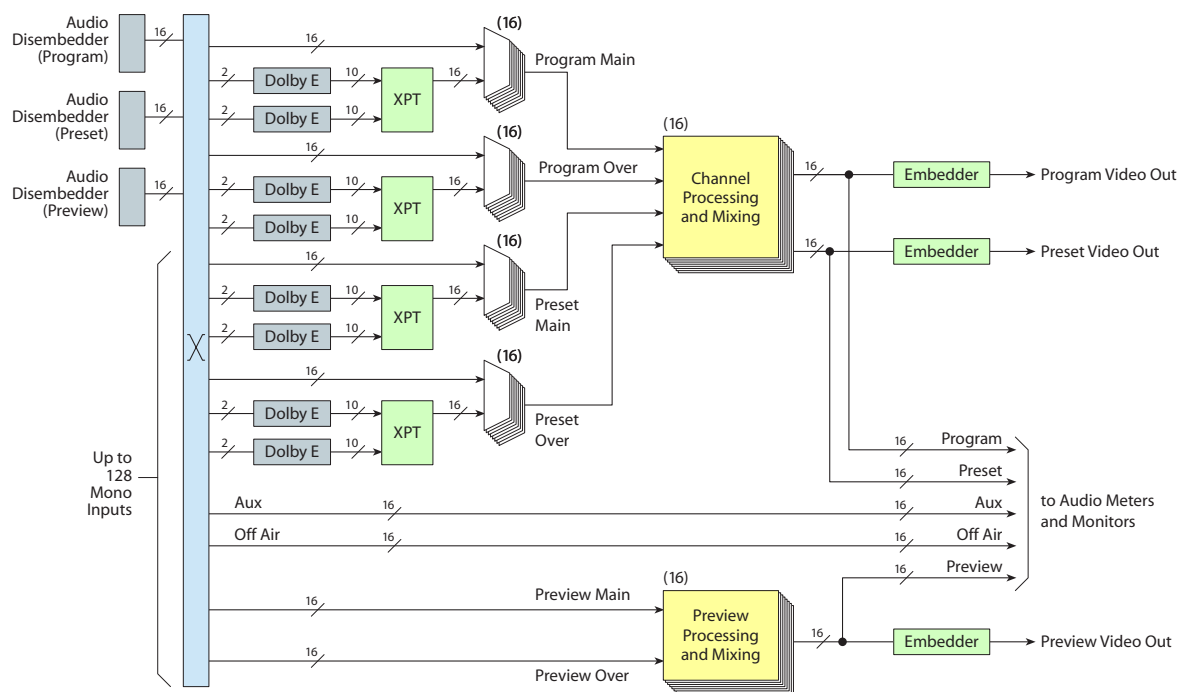 Audio
Disembedder
(Program)
16
Audio
Disembedder
(Preset)
16
Audio
Disembedder
(Preview)
16
Up to
128
Mono
Inputs
16
(16)
Program Main
2
Dolby E
10
XPT
16
2
Dolby E
10
16
(16)
Program Over
2
Dolby E
10
XPT
16
2
Dolby E
10
16
(16)
Preset
Main
2
Dolby E
10
XPT
16
2
Dolby E
10
16
(16)
Preset
Over
2
Dolby E
10
XPT
16
2
Dolby E
10
(16)
Channel
Processing
and Mixing
16
Embedder
Program Video Out
16
Embedder
Preset Video Out
16
Program
16
Preset
Aux
16
16
Aux
Off Air
16
16
Off Air
16
Preview
to Audio Meters
and Monitors
16
Preview Main
16
Preview Over
(16)
Preview
Processing
and Mixing
16
Embedder
Preview Video Out